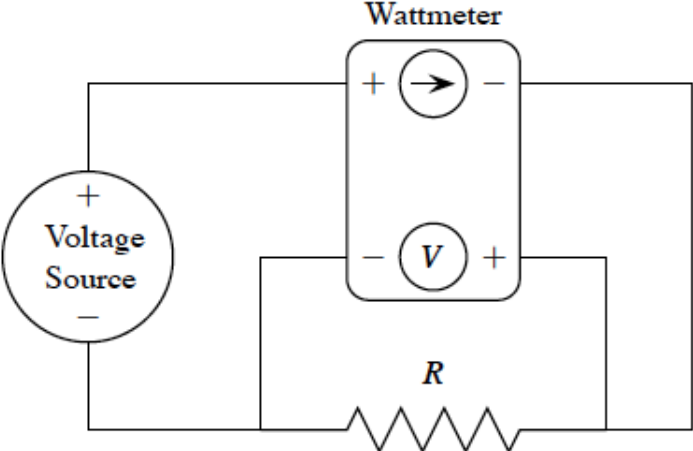 Wattmeter
+ −
+
Voltage
Source
−
− V +
R